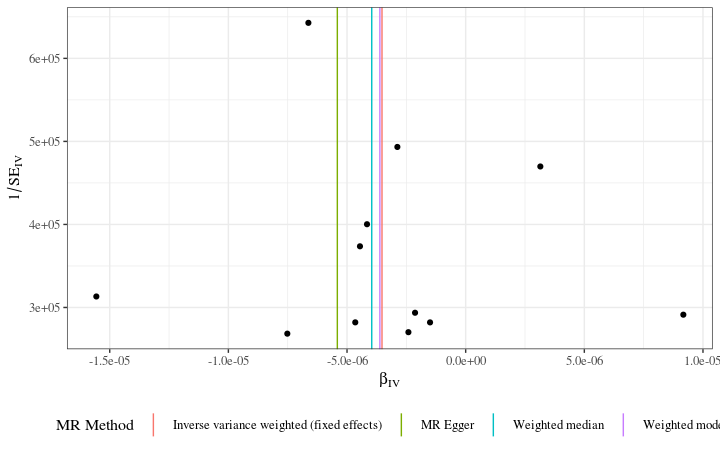 6e+05
5e+05
4e+05
3e+05
1/SE_IV
-1.5e-05 -1.0e-05 -5.0e-06 0.0e+00 5.0e-06 1.0e-05
β_IV
MR Method Inverse variance weighted (fixed effects) MR Egger Weighted median Weighted mode